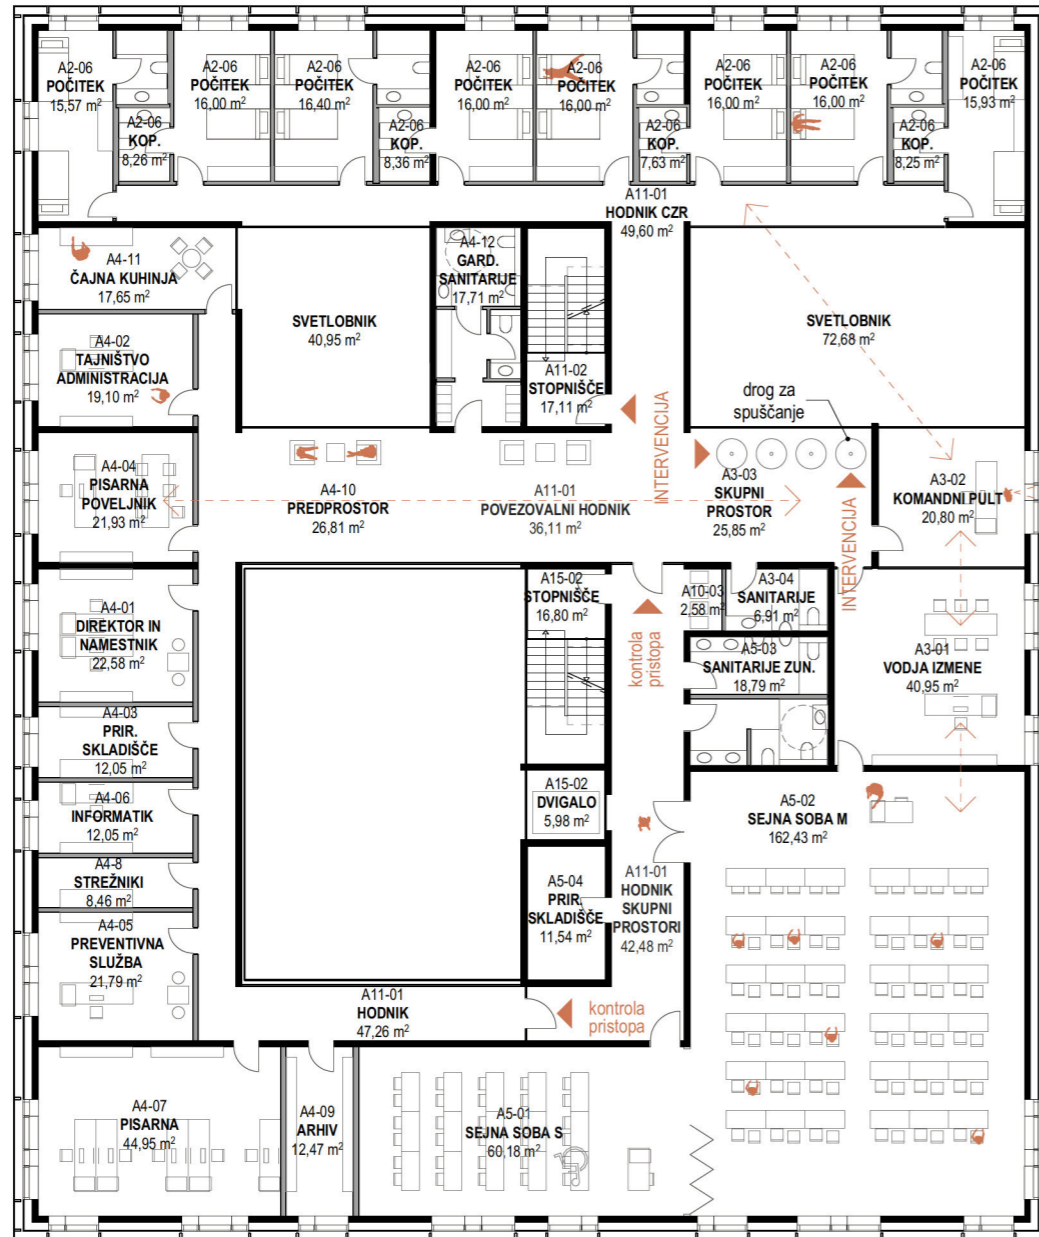 A2-06
POČITEK
15,57 m²
A2-06
KOP.
8,26 m²
A2-06
POČITEK
16,00 m²
A2-06
POČITEK
16,40 m²
A2-06
KOP.
8,36 m²
A2-06
POČITEK
16,00 m²
A2-06
POČITEK
16,00 m²
A2-06
KOP.
7,63 m²
A2-06
POČITEK
16,00 m²
A2-06
POČITEK
16,00 m²
A2-06
KOP.
8,25 m²
A2-06
POČITEK
15,93 m²
A11-01
HODNIK CZR
49,60 m²
A4-11
ČAJNA KUHINJA
17,65 m²
SVETLOBNIK
40,95 m²
A4-12
GARD.
SANITARIJE
17,71 m²
A11-02
STOPNIŠČE
17,11 m²
SVETLOBNIK
72,68 m²
drog za
spuščanje
A4-02
TAJNIŠTVO
ADMINISTRACIJA
19,10 m²
INTERVENCIJA
A4-04
PISARNA
POVELJNIK
21,93 m²
A4-10
PREDPROSTOR
26,81 m²
A11-01
POVEZOVALNI HODNIK
36,11 m²
A3-03
SKUPNI
PROSTOR
25,85 m²
A3-02
KOMANDNI PULT
20,80 m²
INTERVENCIJA
A4-01
DIREKTOR IN
NAMESTNIK
22,58 m²
A15-02
STOPNIŠČE
16,80 m²
kontrola
pristopa
A10-03
2,58 m²
A3-04
SANITARIJE
6,91 m²
A5-03
SANITARIJE ZUN.
18,79 m²
A3-01
VODJA IZMENE
40,95 m²
A4-03
PRIR.
SKLADIŠČE
12,05 m²
A4-06
INFORMATIK
12,05 m²
A15-02
DVIGALO
5,98 m²
A5-02
SEJNA SOBA M
162,43 m²
A4-8
STREŽNIKI
8,46 m²
A5-04
PRIR.
SKLADIŠČE
11,54 m²
A11-01
HODNIK
SKUPNI
PROSTORI
42,48 m²
A4-05
PREVENTIVNA
SLUŽBA
21,79 m²
A11-01
HODNIK
47,26 m²
kontrola
pristopa
A4-07
PISARNA
44,95 m²
A4-09
ARHIV
12,47 m²
A5-01
SEJNA SOBA S
60,18 m²